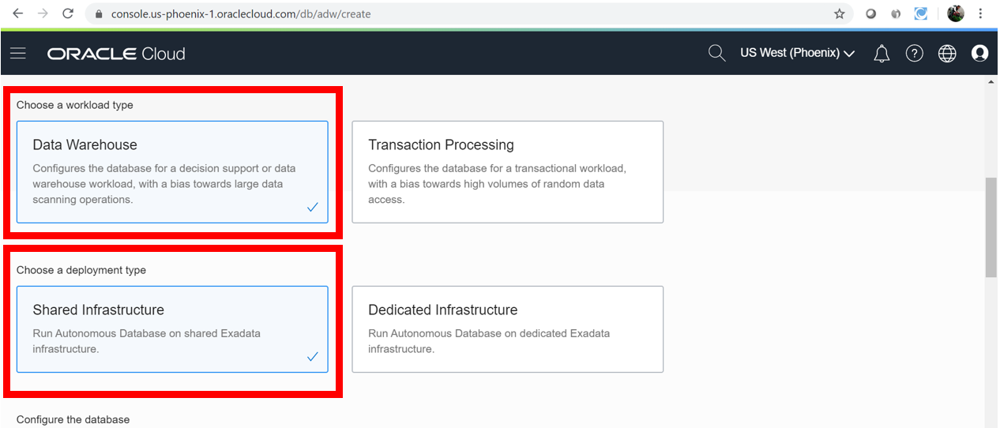 console.us-phoenix-1.oraclecloud.com/db/adw/create
ORACLE Cloud
US West (Phoenix)
Choose a workload type
Data Warehouse
Configures the database for a decision support or data
warehouse workload, with a bias towards large data
scanning operations.
Transaction Processing
Configures the database for a transactional workload,
with a bias towards high volumes of random data
access.
Choose a deployment type
Shared Infrastructure
Run Autonomous Database on shared Exadata
infrastructure.
Dedicated Infrastructure
Run Autonomous Database on dedicated Exadata
infrastructure.
Configure the database